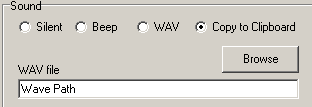 Sound
Silent Beep WAV Copy to Clipboard
Browse
WAV file
Wave Path